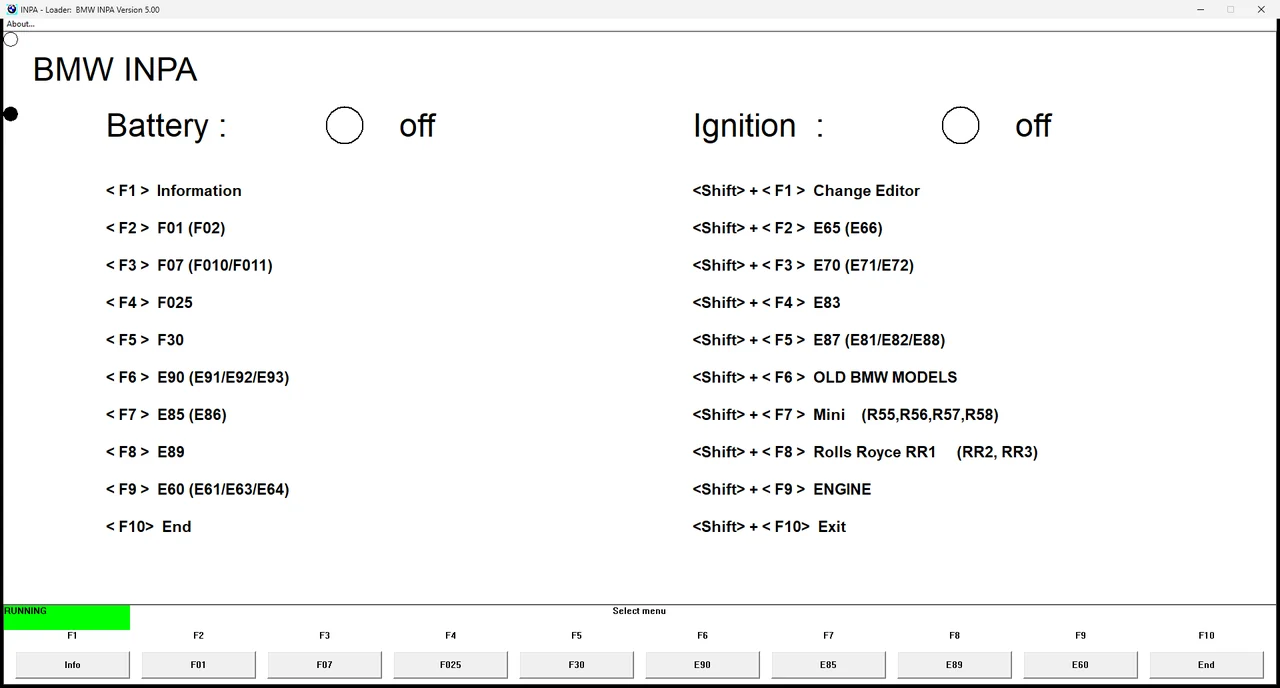 INPA - Loader: BMW INPA Version 5.00
About...
BMW INPA
Battery : off
Ignition : off
< F1 > Information
< F2 > F01 (F02)
< F3 > F07 (F010/F011)
< F4 > F025
< F5 > F30
< F6 > E90 (E91/E92/E93)
< F7 > E85 (E86)
< F8 > E89
< F9 > E60 (E61/E63/E64)
< F10> End
<Shift> + < F1 > Change Editor
<Shift> + < F2 > E65 (E66)
<Shift> + < F3 > E70 (E71/E72)
<Shift> + < F4 > E83
<Shift> + < F5 > E87 (E81/E82/E88)
<Shift> + < F6 > OLD BMW MODELS
<Shift> + < F7 > Mini (R55,R56,R57,R58)
<Shift> + < F8 > Rolls Royce RR1 (RR2, RR3)
<Shift> + < F9 > ENGINE
<Shift> + < F10> Exit
RUNNING
Select menu
F1 F2 F3 F4 F5 F6 F7 F8 F9 F10
Info F01 F07 F025 F30 E90 E85 E89 E60 End